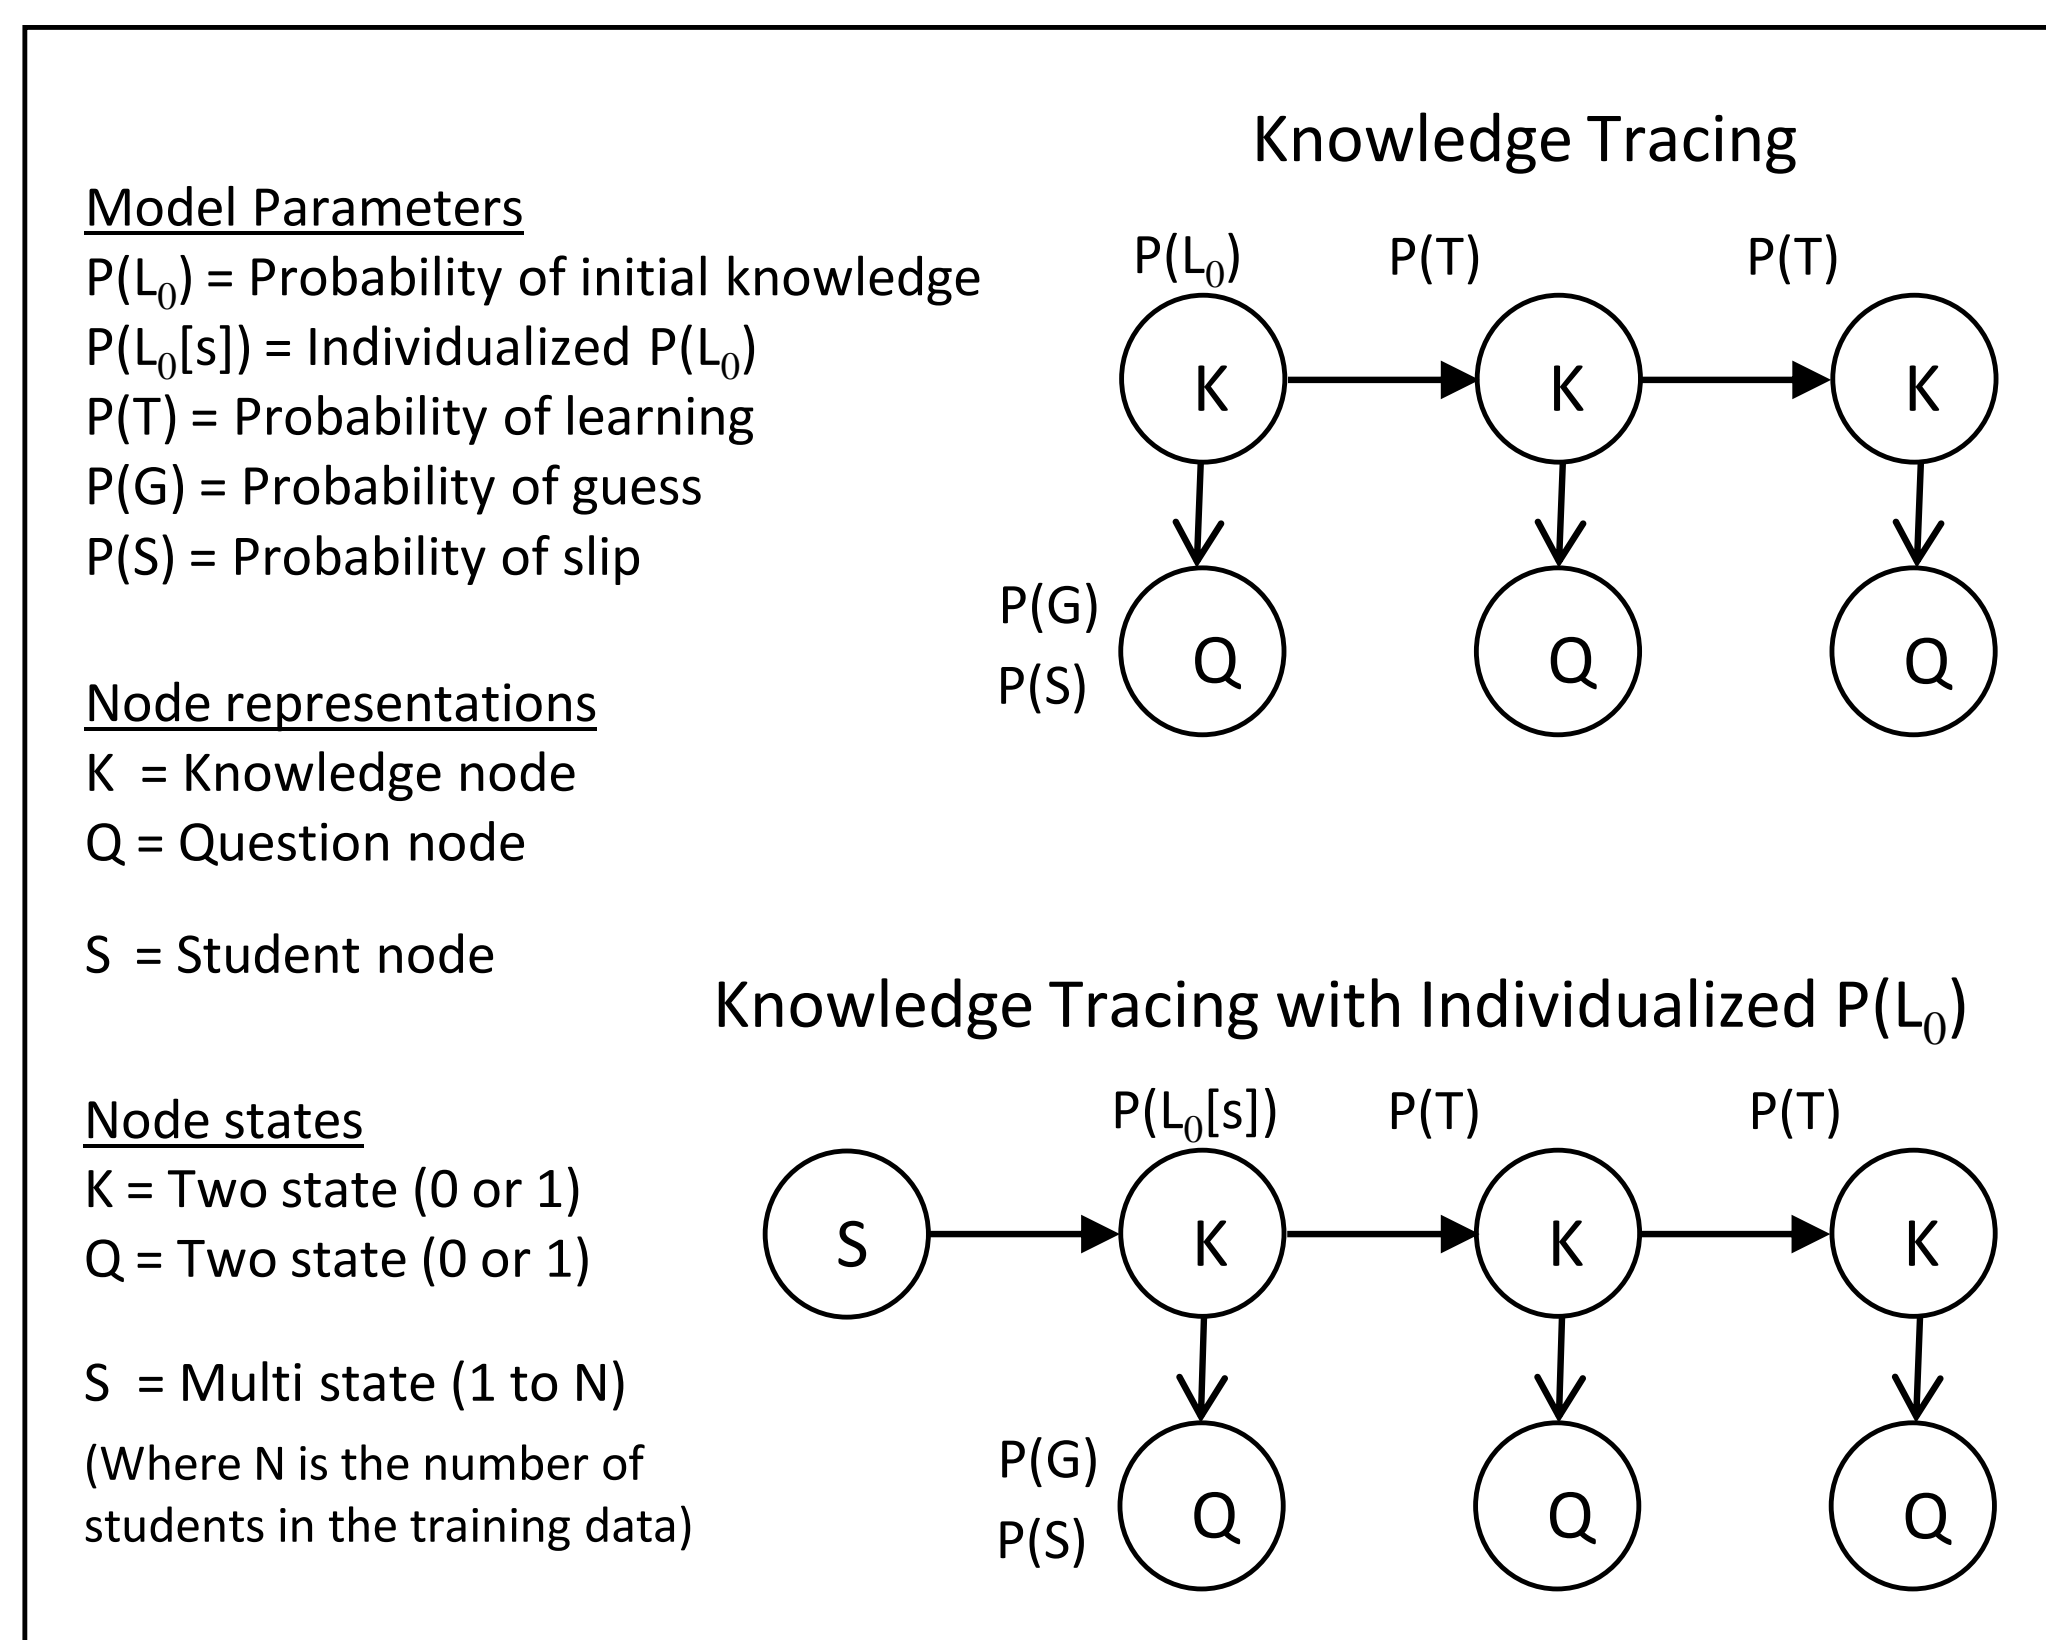 Model Parameters
P(L0) = Probability of initial knowledge
P(L0[s]) = Individualized P(L0)
P(T) = Probability of learning
P(G) = Probability of guess
P(S) = Probability of slip
Node representations
K = Knowledge node
Q = Question node
S = Student node
Node states
K = Two state (0 or 1)
Q = Two state (0 or 1)
S = Multi state (1 to N)
(Where N is the number of
students in the training data)
Knowledge Tracing
P(L0) P(T) P(T)
K K K
P(G)
Q Q Q
P(S)
Knowledge Tracing with Individualized P(L0)
P(L0[s]) P(T) P(T)
S K K K
P(G)
Q Q Q
P(S)